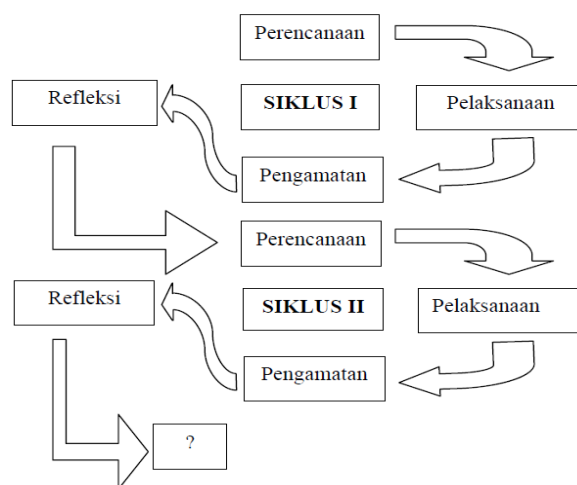 Perencanaan
Refleksi
SIKLUS I
Pelaksanaan
Pengamatan
Perencanaan
Refleksi
SIKLUS II
Pelaksanaan
Pengamatan
?